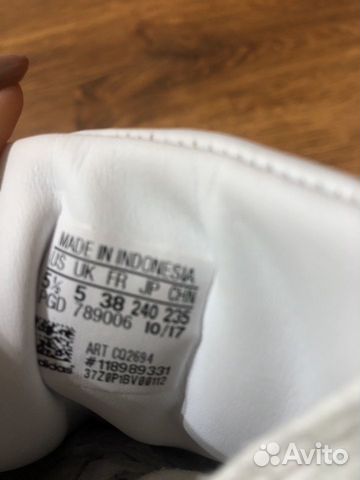 MADE IN INDONESIA
US UK FR JP CHN
5½ 5 38 240 235
PGD 789006 10/17
ART CQ2694
#118989331
37Z0P1BV00112
adidas
Avito